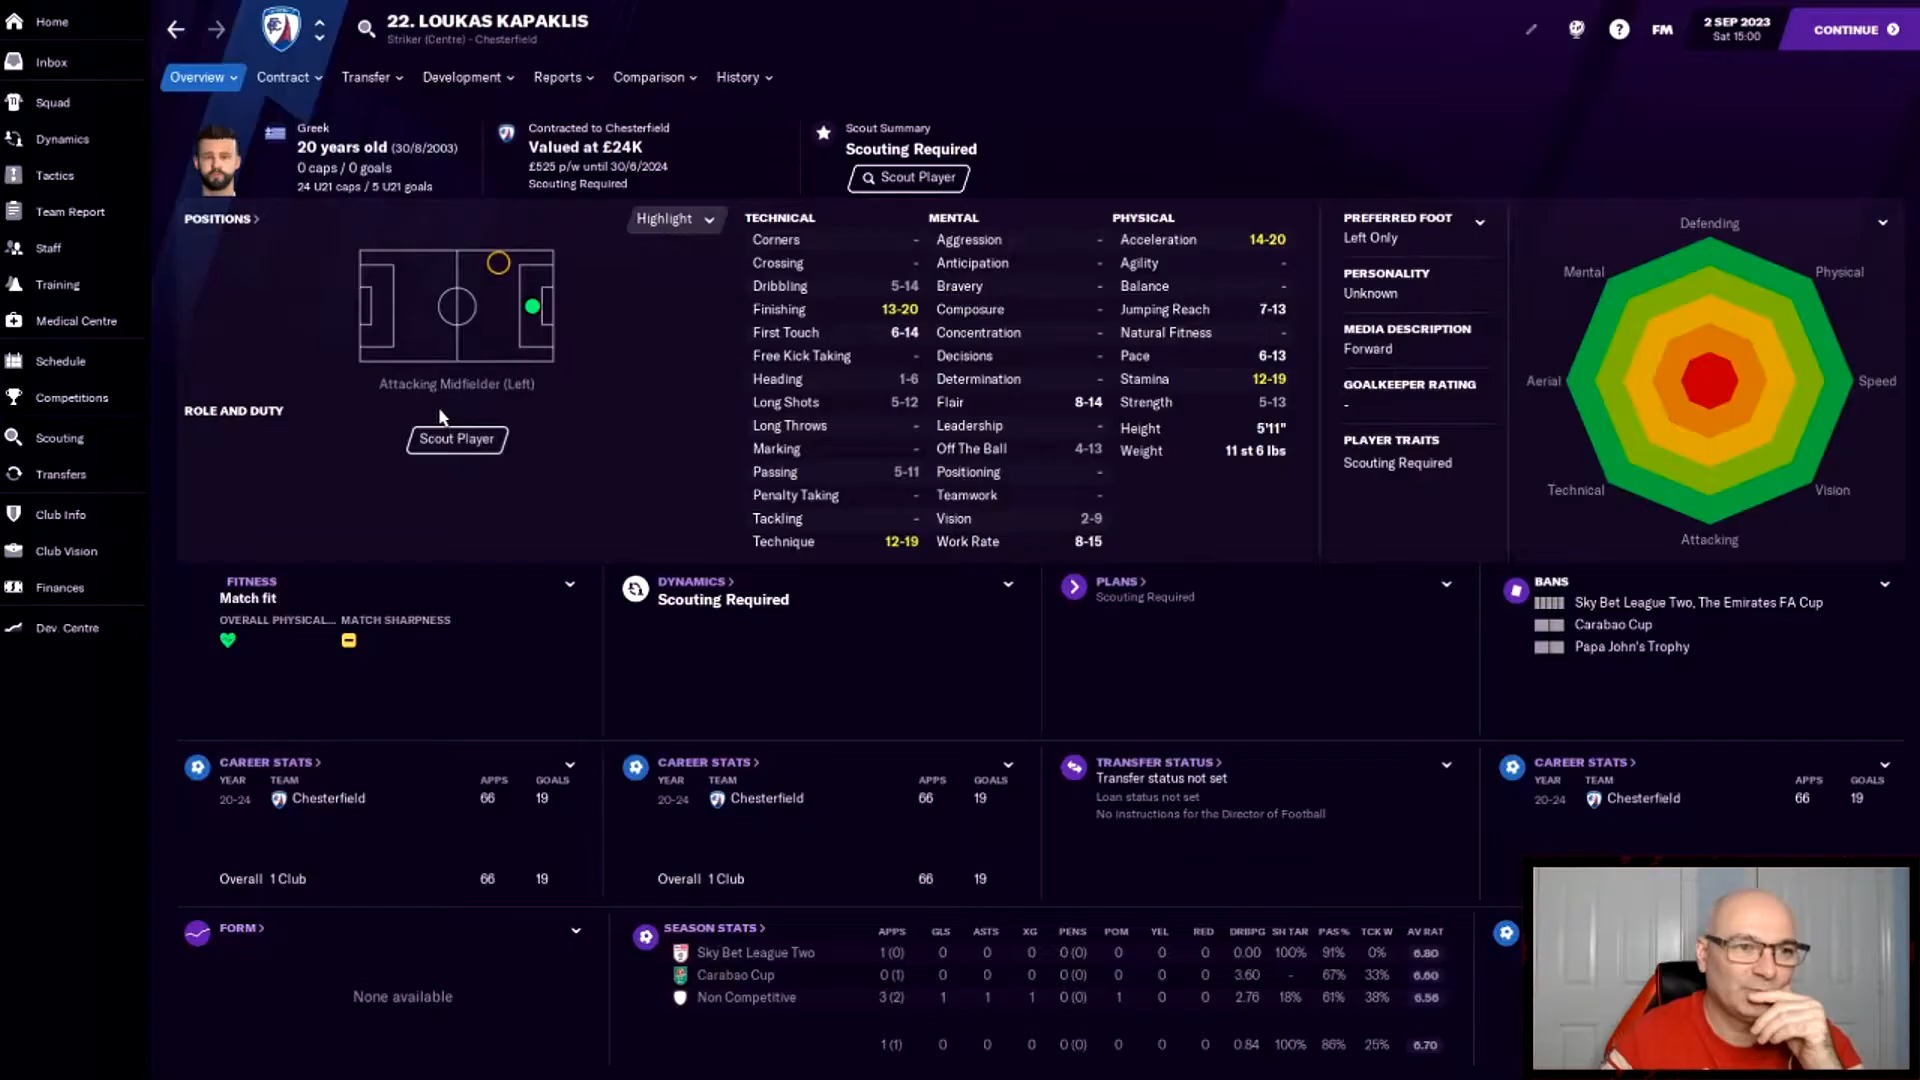 Home
Inbox
Squad
Dynamics
Tactics
Team Report
Staff
Training
Medical Centre
Schedule
Competitions
Scouting
Transfers
Club Info
Club Vision
Finances
Dev. Centre
22. LOUKAS KAPAKLIS
Striker (Centre) - Chesterfield
FM
2 SEP 2023
Sat 15:00
CONTINUE
Overview Contract Transfer Development Reports Comparison History
Greek
20 years old (30/8/2003)
0 caps / 0 goals
24 U21 caps / 5 U21 goals
Contracted to Chesterfield
Valued at £24K
£525 p/w until 30/6/2024
Scouting Required
Scout Summary
Scouting Required
Scout Player
POSITIONS
Highlight
Attacking Midfielder (Left)
ROLE AND DUTY
Scout Player
TECHNICAL
Corners -
Crossing -
Dribbling 5-14
Finishing 13-20
First Touch 6-14
Free Kick Taking -
Heading 1-6
Long Shots 5-12
Long Throws -
Marking -
Passing 5-11
Penalty Taking -
Tackling -
Technique 12-19
MENTAL
Aggression -
Anticipation -
Bravery -
Composure -
Concentration -
Decisions -
Determination -
Flair 8-14
Leadership -
Off The Ball 4-13
Positioning -
Teamwork -
Vision 2-9
Work Rate 8-15
PHYSICAL
Acceleration 14-20
Agility -
Balance -
Jumping Reach 7-13
Natural Fitness -
Pace 6-13
Stamina 12-19
Strength 5-13
Height 5'11"
Weight 11 st 6 lbs
PREFERRED FOOT
Left Only
PERSONALITY
Unknown
MEDIA DESCRIPTION
Forward
GOALKEEPER RATING
-
PLAYER TRAITS
Scouting Required
Defending
Mental Physical
Aerial Speed
Technical Vision
Attacking
FITNESS
Match fit
OVERALL PHYSICAL... MATCH SHARPNESS
DYNAMICS
Scouting Required
PLANS
Scouting Required
BANS
Sky Bet League Two, The Emirates FA Cup
Carabao Cup
Papa John's Trophy
CAREER STATS
YEAR TEAM APPS GOALS
20-24 Chesterfield 66 19
Overall 1 Club 66 19
CAREER STATS
YEAR TEAM APPS GOALS
20-24 Chesterfield 66 19
Overall 1 Club 66 19
TRANSFER STATUS
Transfer status not set
Loan status not set
No instructions for the Director of Football
CAREER STATS
YEAR TEAM APPS GOALS
20-24 Chesterfield 66 19
FORM
None available
SEASON STATS APPS GLS ASTS XG PENS POM YEL RED DRBPG SH TAR PAS% TCK W AV RAT
Sky Bet League Two 1 (0) 0 0 0 0 (0) 0 0 0 0.00 100% 91% 0% 6.80
Carabao Cup 0 (1) 0 0 0 0 (0) 0 0 0 3.60 - 67% 33% 6.60
Non Competitive 3 (2) 1 1 1 0 (0) 1 0 0 2.76 18% 61% 38% 6.56
1 (1) 0 0 0 0 (0) 0 0 0 0.84 100% 86% 25% 6.70